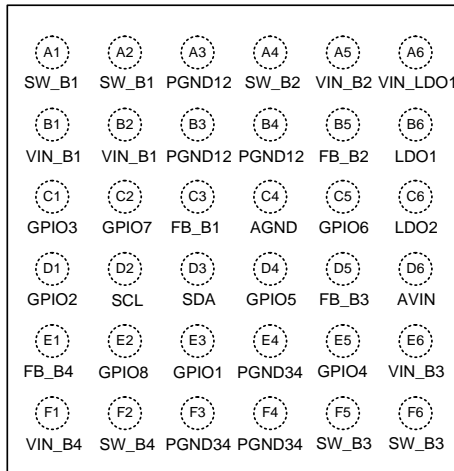 A1 A2 A3 A4 A5 A6
SW_B1 SW_B1 PGND12 SW_B2 VIN_B2 VIN_LDO1
B1 B2 B3 B4 B5 B6
VIN_B1 VIN_B1 PGND12 PGND12 FB_B2 LDO1
C1 C2 C3 C4 C5 C6
GPIO3 GPIO7 FB_B1 AGND GPIO6 LDO2
D1 D2 D3 D4 D5 D6
GPIO2 SCL SDA GPIO5 FB_B3 AVIN
E1 E2 E3 E4 E5 E6
FB_B4 GPIO8 GPIO1 PGND34 GPIO4 VIN_B3
F1 F2 F3 F4 F5 F6
VIN_B4 SW_B4 PGND34 PGND34 SW_B3 SW_B3